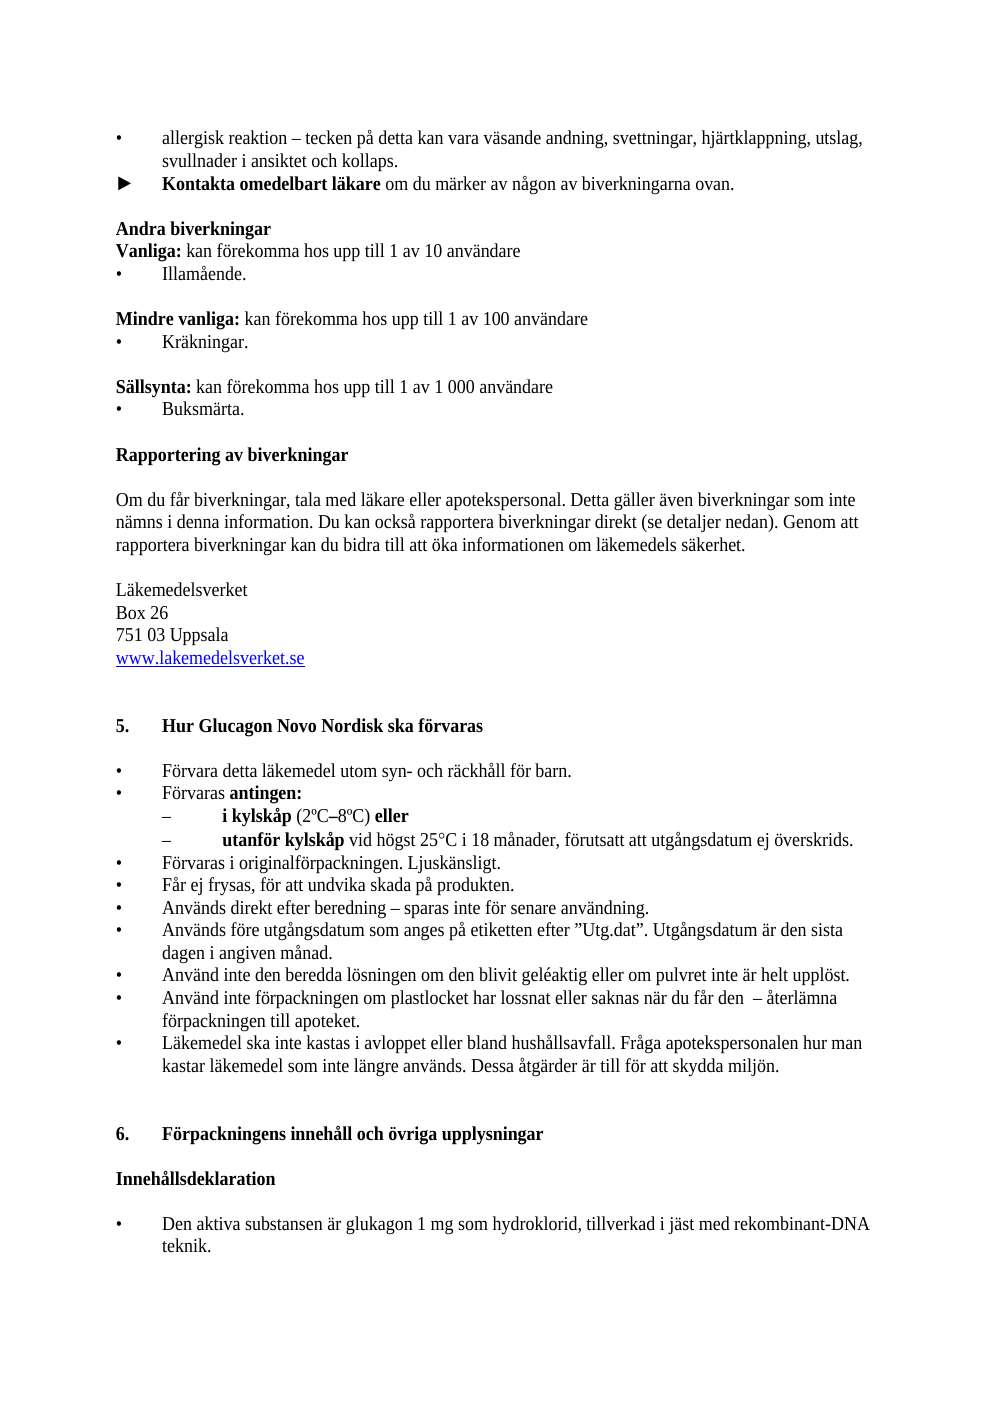 • allergisk reaktion – tecken på detta kan vara väsande andning, svettningar, hjärtklappning, utslag,
svullnader i ansiktet och kollaps.
► Kontakta omedelbart läkare om du märker av någon av biverkningarna ovan.
Andra biverkningar
Vanliga: kan förekomma hos upp till 1 av 10 användare
• Illamående.
Mindre vanliga: kan förekomma hos upp till 1 av 100 användare
• Kräkningar.
Sällsynta: kan förekomma hos upp till 1 av 1 000 användare
• Buksmärta.
Rapportering av biverkningar
Om du får biverkningar, tala med läkare eller apotekspersonal. Detta gäller även biverkningar som inte
nämns i denna information. Du kan också rapportera biverkningar direkt (se detaljer nedan). Genom att
rapportera biverkningar kan du bidra till att öka informationen om läkemedels säkerhet.
Läkemedelsverket
Box 26
751 03 Uppsala
www.lakemedelsverket.se
5. Hur Glucagon Novo Nordisk ska förvaras
• Förvara detta läkemedel utom syn- och räckhåll för barn.
• Förvaras antingen:
– i kylskåp (2ºC–8ºC) eller
– utanför kylskåp vid högst 25°C i 18 månader, förutsatt att utgångsdatum ej överskrids.
• Förvaras i originalförpackningen. Ljuskänsligt.
• Får ej frysas, för att undvika skada på produkten.
• Används direkt efter beredning – sparas inte för senare användning.
• Används före utgångsdatum som anges på etiketten efter ”Utg.dat”. Utgångsdatum är den sista
dagen i angiven månad.
• Använd inte den beredda lösningen om den blivit geléaktig eller om pulvret inte är helt upplöst.
• Använd inte förpackningen om plastlocket har lossnat eller saknas när du får den  – återlämna
förpackningen till apoteket.
• Läkemedel ska inte kastas i avloppet eller bland hushållsavfall. Fråga apotekspersonalen hur man
kastar läkemedel som inte längre används. Dessa åtgärder är till för att skydda miljön.
6. Förpackningens innehåll och övriga upplysningar
Innehållsdeklaration
• Den aktiva substansen är glukagon 1 mg som hydroklorid, tillverkad i jäst med rekombinant-DNA
teknik.